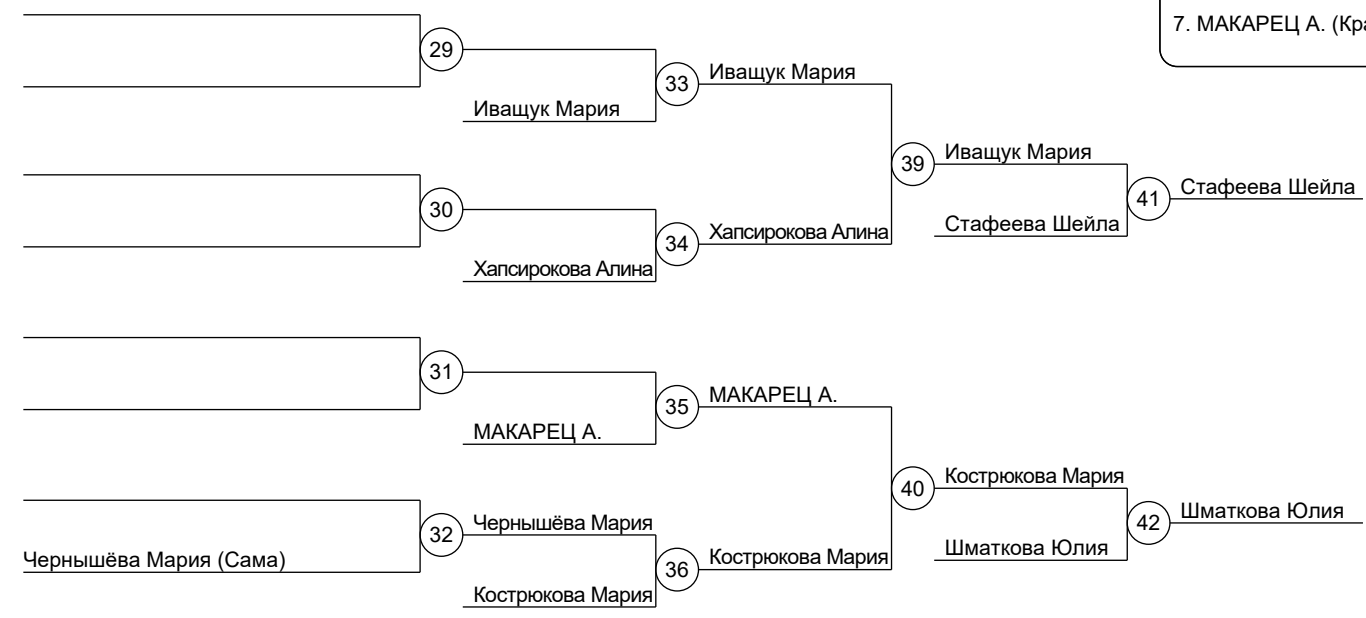 7. МАКАРЕЦ А. (Кра
29
33
Иващук Мария
Иващук Мария
39
Иващук Мария
30
34
Хапсирокова Алина
Хапсирокова Алина
41
Стафеева Шейла
Стафеева Шейла
31
35
МАКАРЕЦ А.
МАКАРЕЦ А.
40
Кострюкова Мария
32
Чернышёва Мария
Чернышёва Мария (Сама)
36
Кострюкова Мария
Кострюкова Мария
42
Шматкова Юлия
Шматкова Юлия